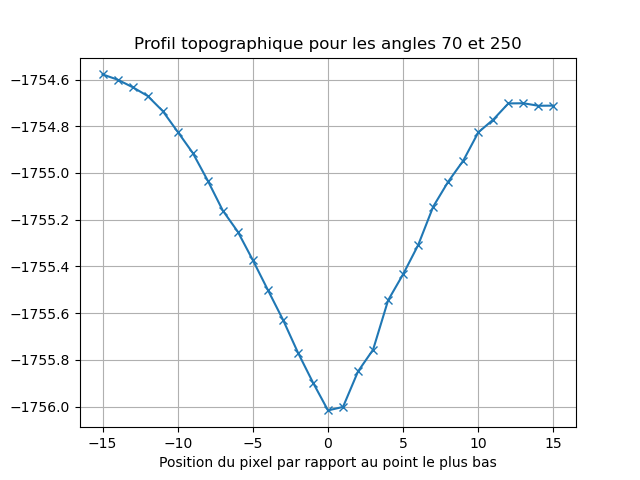 Profil topographique pour les angles 70 et 250
−1754.6
−1754.8
−1755.0
−1755.2
−1755.4
−1755.6
−1755.8
−1756.0
−15 −10 −5 0 5 10 15
Position du pixel par rapport au point le plus bas